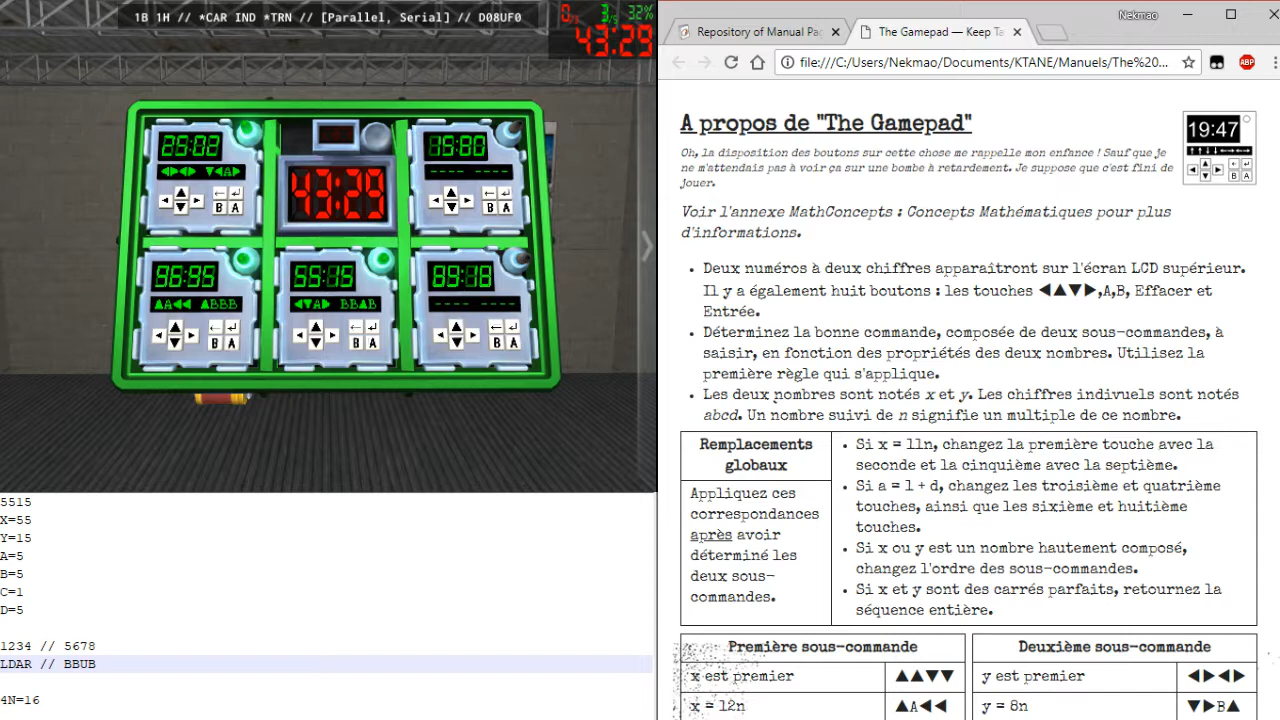 1B 1H // *CAR IND *TRN // [Parallel, Serial] // D08UF0
3/s 32%
43:29
◀▶◀▶ ▼◀A▶
B A
43:29
---- ----
B A
▲A◀◀ ▲BBB
B A
55:15
◀▼A▶ BB▲B
B A
---- ----
B A
5515
X=55
Y=15
A=5
B=5
C=1
D=5
1234 // 5678
LDAR // BBUB
4N=16
Nekmao
Repository of Manual Pag
The Gamepad — Keep Ta
file:///C:/Users/Nekmao/Documents/KTANE/Manuels/The%20...
ABP
A propos de "The Gamepad"
19:47
B A
Oh, la disposition des boutons sur cette chose me rappelle mon enfance ! Sauf que je
ne m'attendais pas à voir ça sur une bombe à retardement. Je suppose que c'est fini de
jouer.
Voir l'annexe MathConcepts : Concepts Mathématiques pour plus
d'informations.
• Deux numéros à deux chiffres apparaîtront sur l'écran LCD supérieur.
Il y a également huit boutons : les touches ◀▲▼▶,A,B, Effacer et
Entrée.
• Déterminez la bonne commande, composée de deux sous-commandes, à
saisir, en fonction des propriétés des deux nombres. Utilisez la
première règle qui s'applique.
• Les deux nombres sont notés x et y. Les chiffres indivuels sont notés
abcd. Un nombre suivi de n signifie un multiple de ce nombre.
Remplacements
globaux
Appliquez ces
correspondances
après avoir
déterminé les
deux sous-
commandes.
• Si x = 11n, changez la première touche avec la
seconde et la cinquième avec la septième.
• Si a = 1 + d, changez les troisième et quatrième
touches, ainsi que les sixième et huitième
touches.
• Si x ou y est un nombre hautement composé,
changez l'ordre des sous-commandes.
• Si x et y sont des carrés parfaits, retournez la
séquence entière.
Première sous-commande
x est premier ▲▲▼▼
x = 12n ▲A◀◀
Deuxième sous-commande
y est premier ◀▶◀▶
y = 8n ▼▶B▲